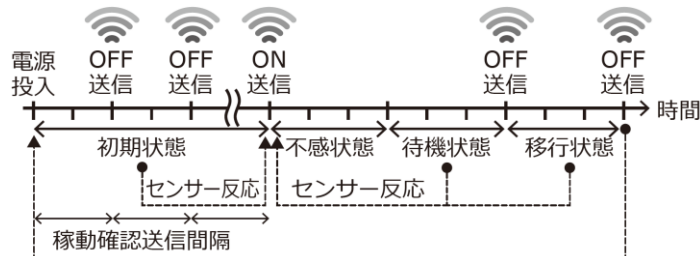 電源
投入
OFF
送信
OFF
送信
ON
送信
OFF
送信
OFF
送信
時間
初期状態
不感状態
待機状態
移行状態
センサー反応
センサー反応
稼動確認送信間隔